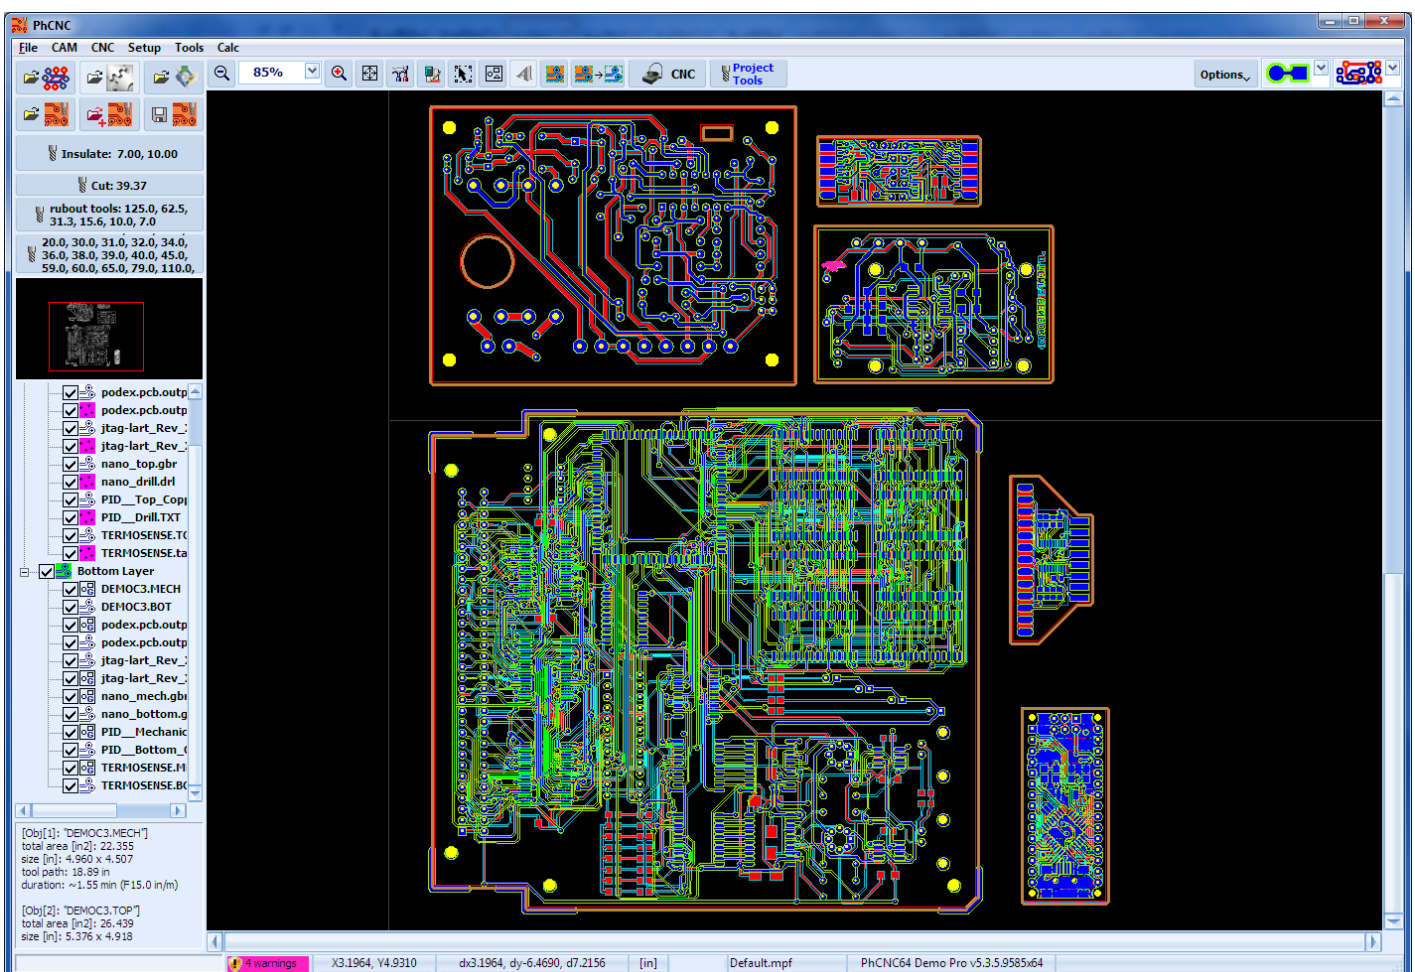 PhCNC
File CAM CNC Setup Tools Calc
85% CNC Project Tools Options
Insulate: 7.00, 10.00
Cut: 39.37
rubout tools: 125.0, 62.5,
31.3, 15.6, 10.0, 7.0
20.0, 30.0, 31.0, 32.0, 34.0,
36.0, 38.0, 39.0, 40.0, 45.0,
59.0, 60.0, 65.0, 79.0, 110.0,
podex.pcb.outp
podex.pcb.outp
jtag-lart_Rev_
jtag-lart_Rev_
nano_top.gbr
nano_drill.drl
PID__Top_Cop
PID__Drill.TXT
TERMOSENSE.TO
TERMOSENSE.ta
Bottom Layer
DEMOC3.MECH
DEMOC3.BOT
podex.pcb.outp
podex.pcb.outp
jtag-lart_Rev_
jtag-lart_Rev_
nano_mech.gb
nano_bottom.g
PID__Mechanic
PID__Bottom_
TERMOSENSE.M
TERMOSENSE.BO
[Obj[1]: "DEMOC3.MECH"]
total area [in2]: 22.355
size [in]: 4.960 x 4.507
tool path: 18.89 in
duration: ~1.55 min (F15.0 in/m)
[Obj[2]: "DEMOC3.TOP"]
total area [in2]: 26.439
size [in]: 5.376 x 4.918
4 warnings X3.1964, Y4.9310 dx3.1964, dy-6.4690, d7.2156 [in] Default.mpf PhCNC64 Demo Pro v5.3.5.9585x64